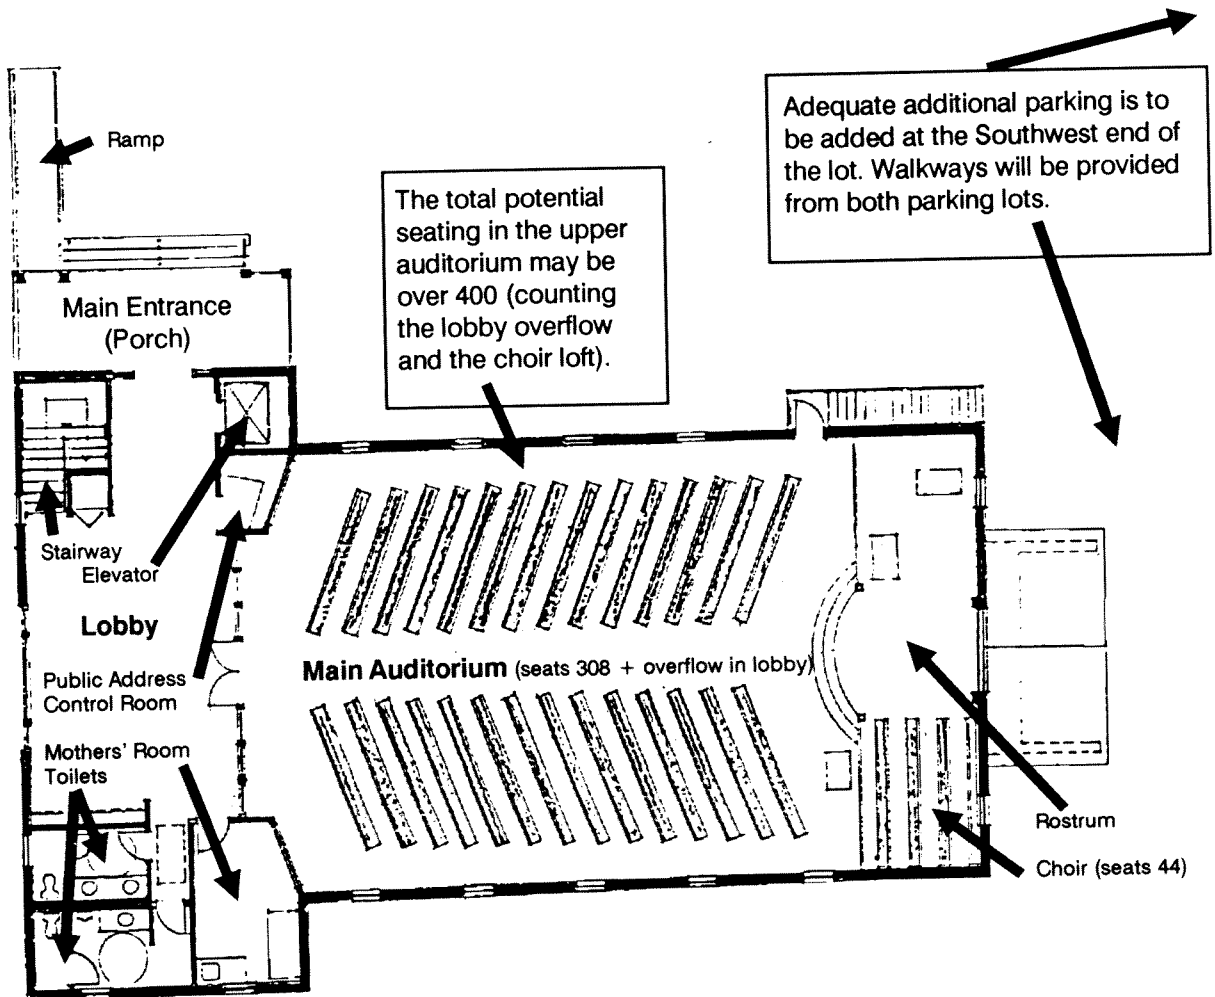 Adequate additional parking is to
be added at the Southwest end of
the lot. Walkways will be provided
from both parking lots.
Ramp
The total potential
seating in the upper
auditorium may be
over 400 (counting
the lobby overflow
and the choir loft).
Main Entrance
(Porch)
Stairway
Elevator
Lobby
Main Auditorium (seats 308 + overflow in lobby)
Public Address
Control Room
Mothers' Room
Toilets
Rostrum
Choir (seats 44)